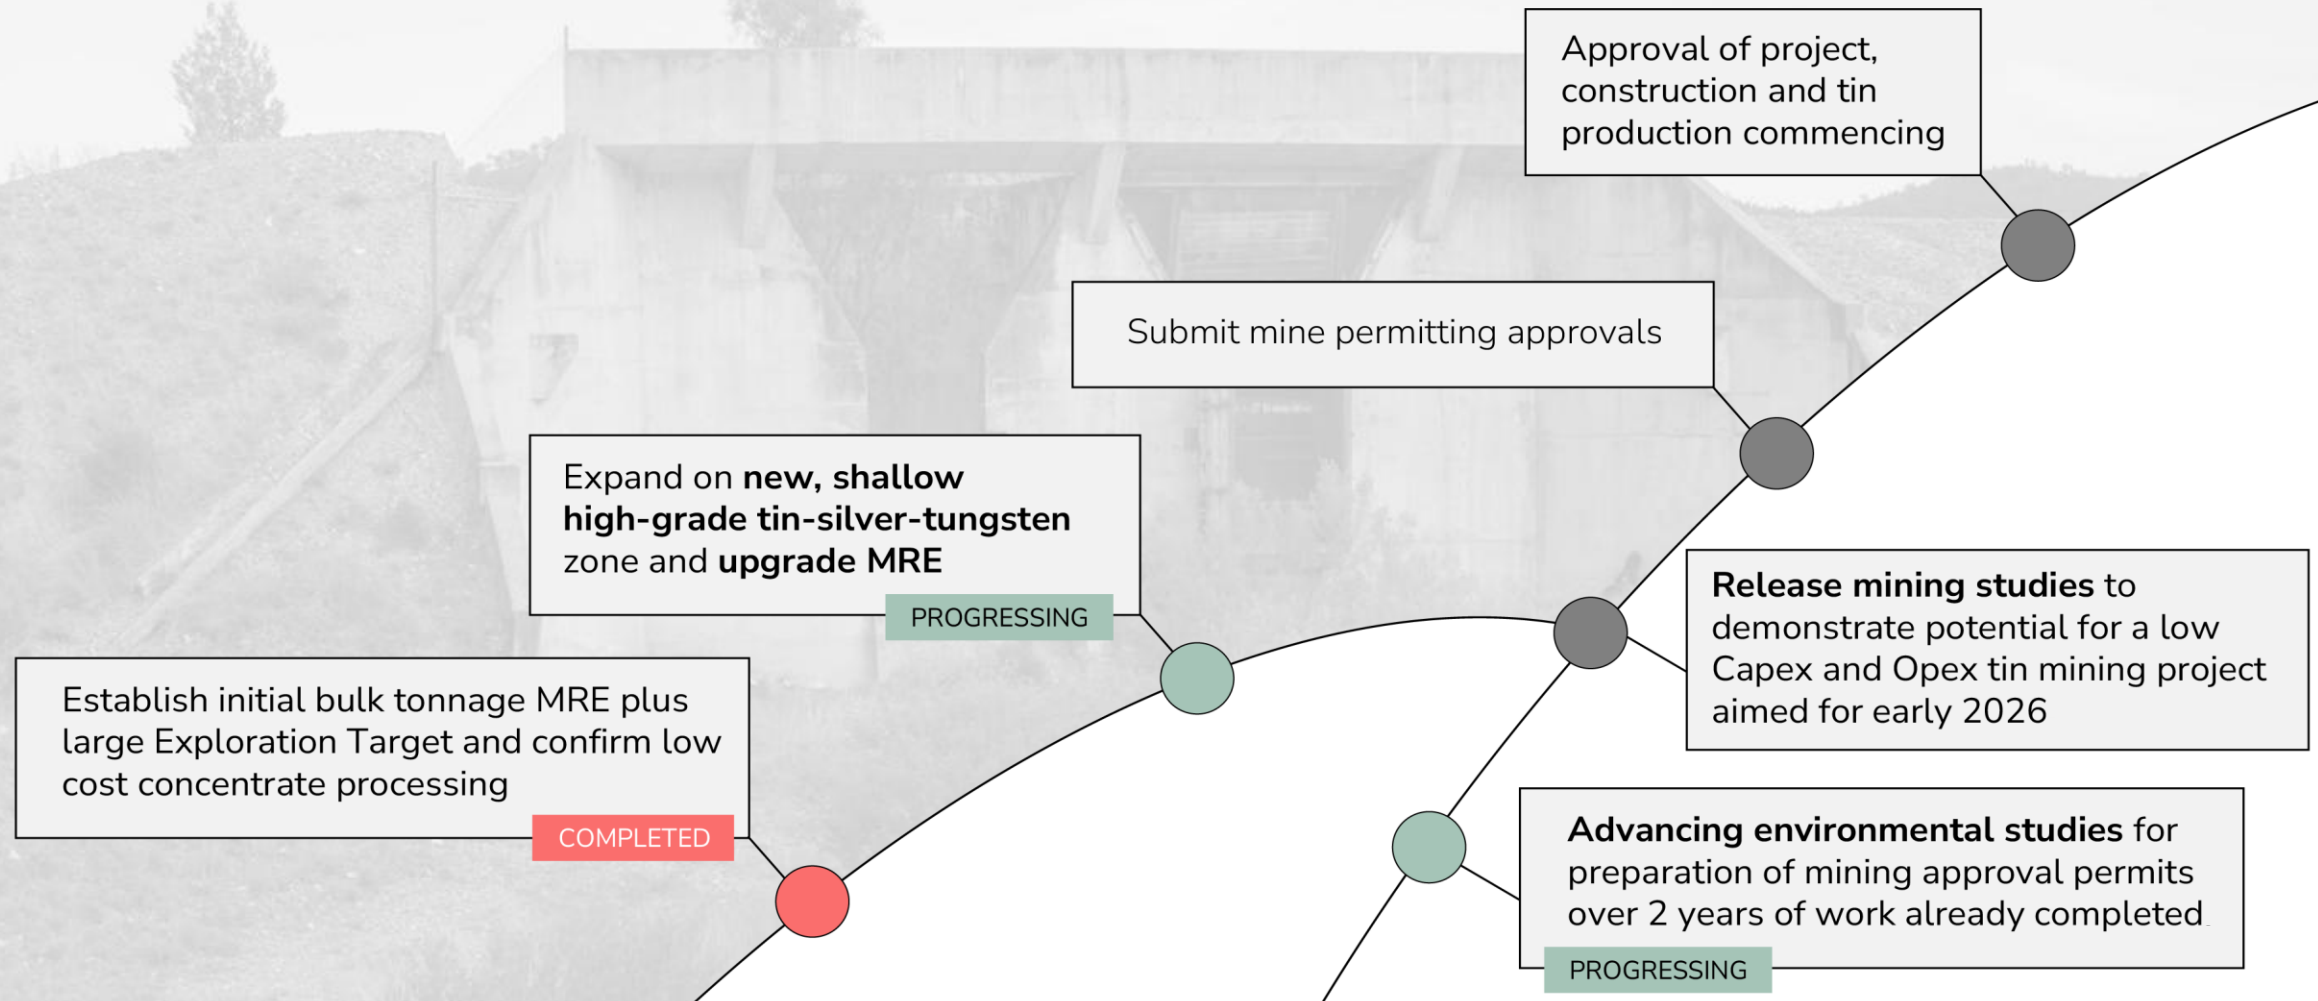 Approval of project,
construction and tin
production commencing
Submit mine permitting approvals
Expand on new, shallow
high-grade tin-silver-tungsten
zone and upgrade MRE
PROGRESSING
Release mining studies to
demonstrate potential for a low
Capex and Opex tin mining project
aimed for early 2026
Establish initial bulk tonnage MRE plus
large Exploration Target and confirm low
cost concentrate processing
COMPLETED
Advancing environmental studies for
preparation of mining approval permits
over 2 years of work already completed.
PROGRESSING